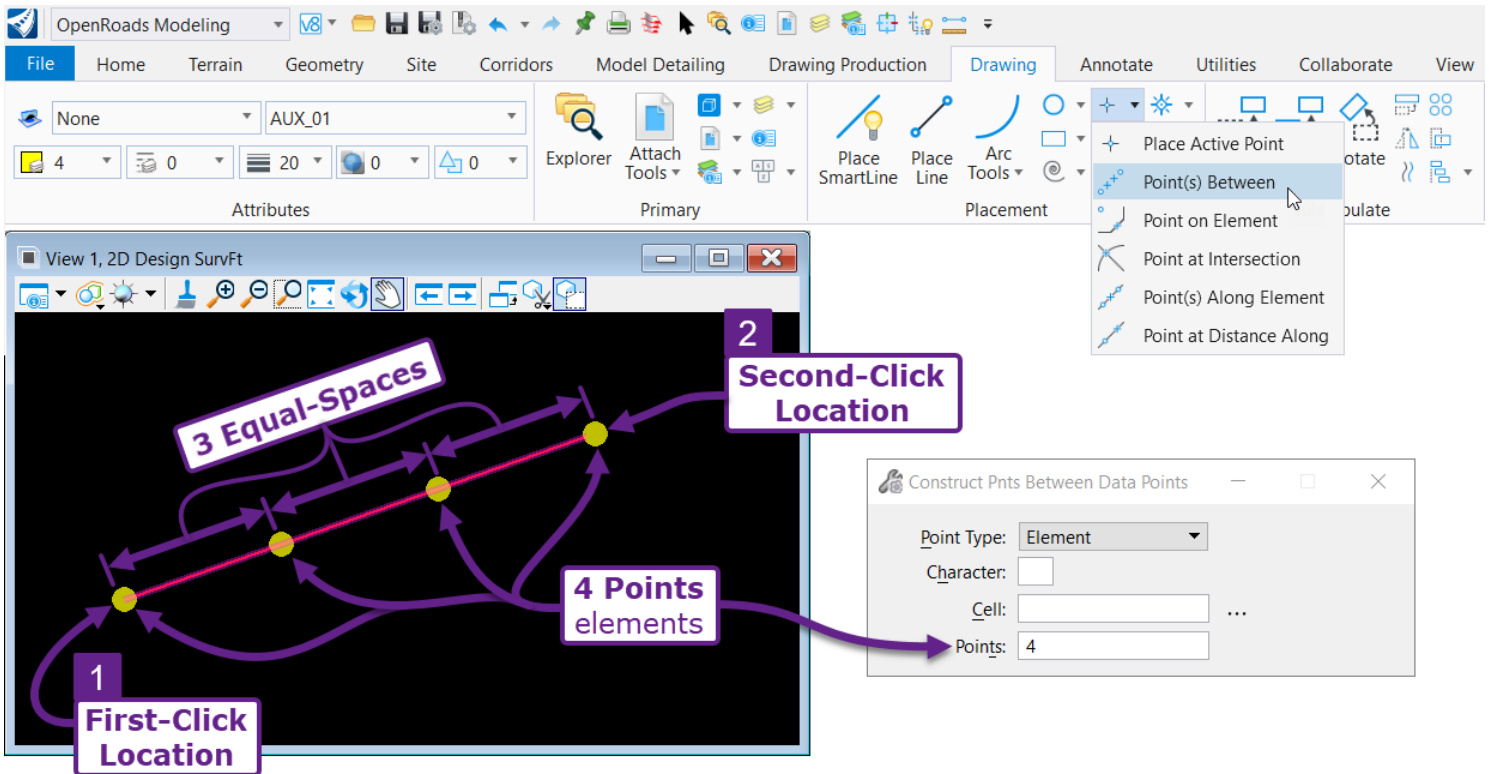 OpenRoads Modeling
V8
File Home Terrain Geometry Site Corridors Model Detailing Drawing Production Drawing Annotate Utilities Collaborate View
None AUX_01
4 0 20 0 0
Attributes
Explorer Attach Tools
Primary
Place SmartLine Place Line Arc Tools
Placement
otate
pulate
Place Active Point
Point(s) Between
Point on Element
Point at Intersection
Point(s) Along Element
Point at Distance Along
View 1, 2D Design SurvFt
3 Equal-Spaces
2
Second-Click
Location
4 Points
elements
1
First-Click
Location
Construct Pnts Between Data Points
Point Type: Element
Character:
Cell: ...
Points: 4